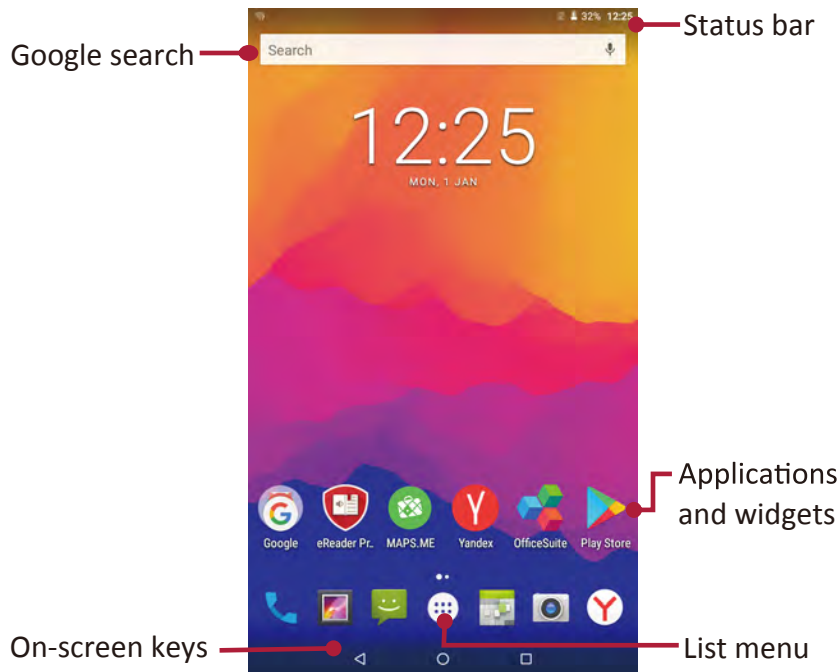 32% 12:25
Status bar
Google search
Search
12:25
MON, 1 JAN
Applications
and widgets
Google eReader Pr.. MAPS.ME Yandex OfficeSuite Play Store
On-screen keys
List menu